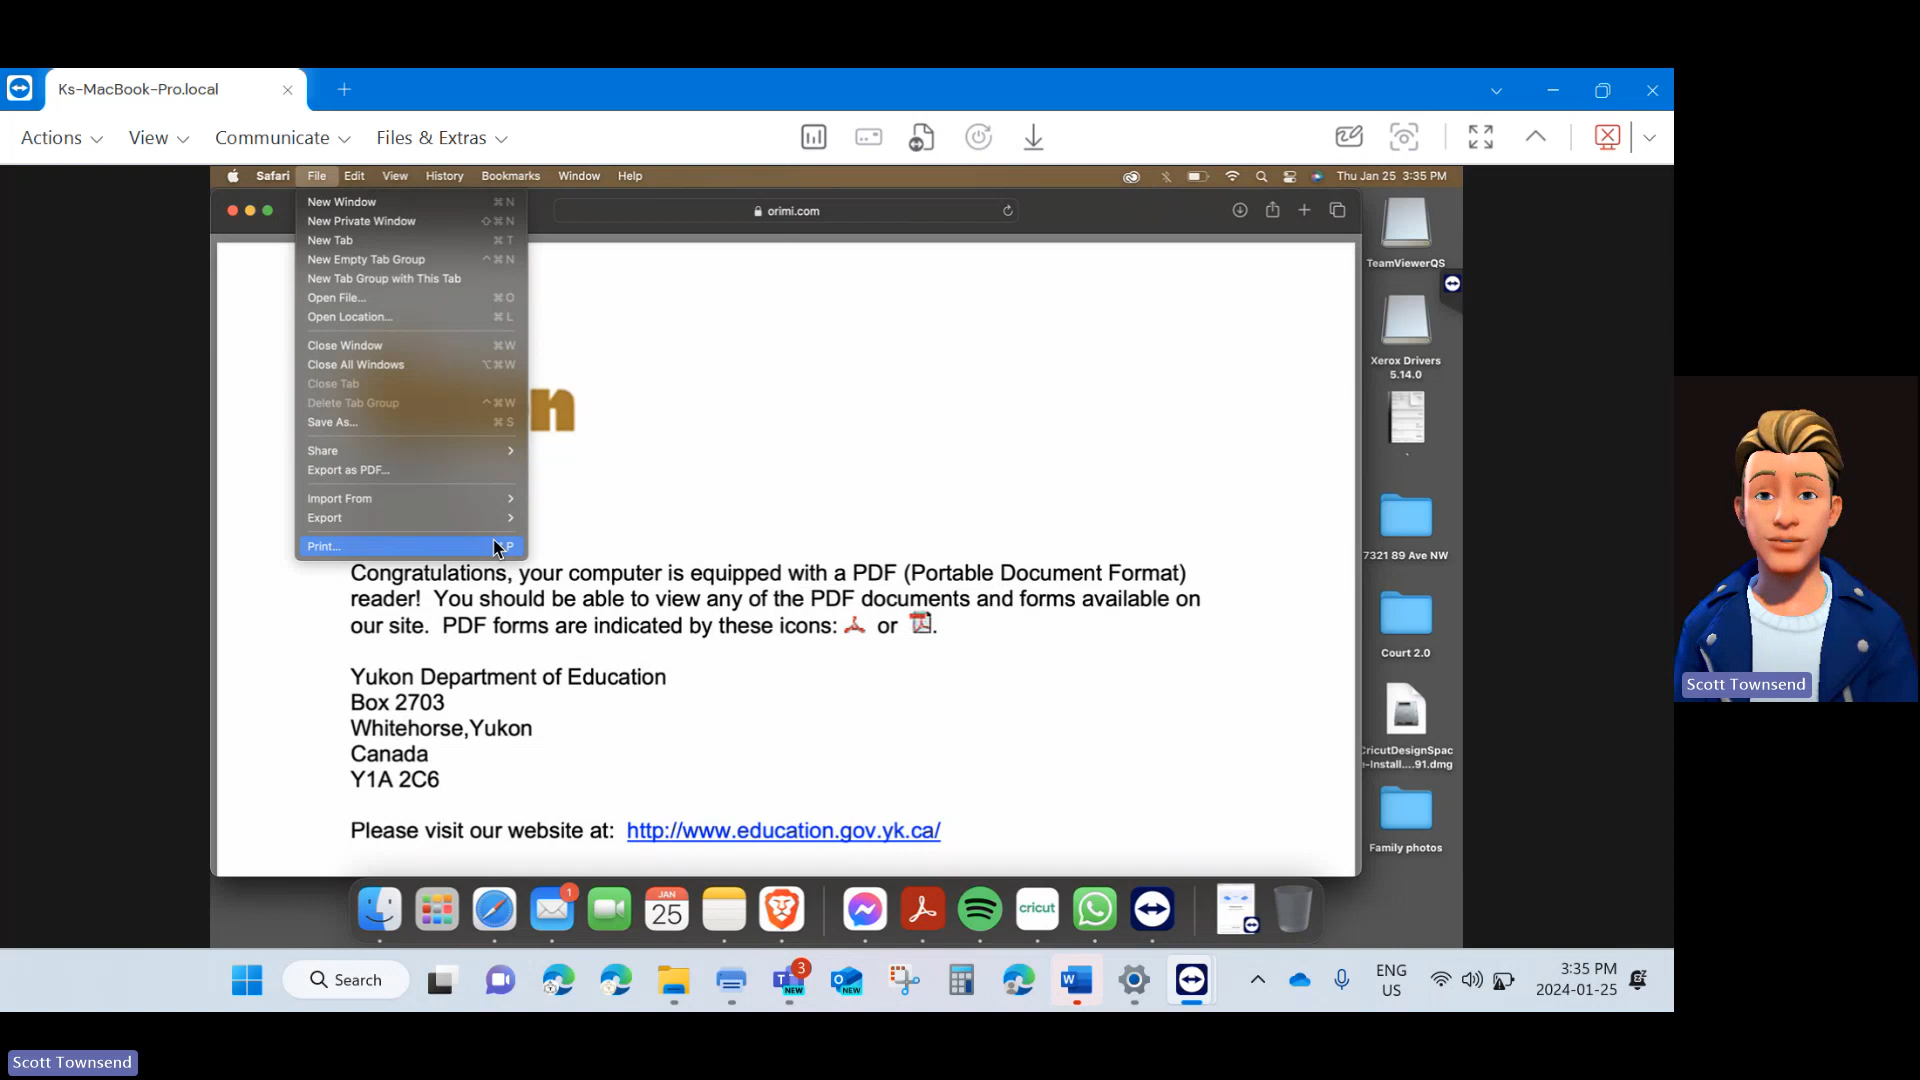 Ks-MacBook-Pro.local
Actions View Communicate Files & Extras
Safari File Edit View History Bookmarks Window Help Thu Jan 25 3:35 PM
orimi.com
New Window ⌘ N
New Private Window ⇧ ⌘ N
New Tab ⌘ T
New Empty Tab Group ⌃ ⌘ N
New Tab Group with This Tab
Open File... ⌘ O
Open Location... ⌘ L
Close Window ⌘ W
Close All Windows ⌥ ⌘ W
Close Tab
Delete Tab Group ⌃ ⌘ W
Save As... ⌘ S
Share
Export as PDF...
Import From
Export
Print... P
n
Congratulations, your computer is equipped with a PDF (Portable Document Format)
reader! You should be able to view any of the PDF documents and forms available on
our site. PDF forms are indicated by these icons: or .
Yukon Department of Education
Box 2703
Whitehorse,Yukon
Canada
Y1A 2C6
Please visit our website at: http://www.education.gov.yk.ca/
TeamViewerQS
Xerox Drivers
5.14.0
7321 89 Ave NW
Court 2.0
CricutDesignSpac
e-Install....91.dmg
Family photos
1
JAN
25
cricut
Search
NEW
3
NEW
W
ENG
US
3:35 PM
2024-01-25
Scott Townsend
Scott Townsend